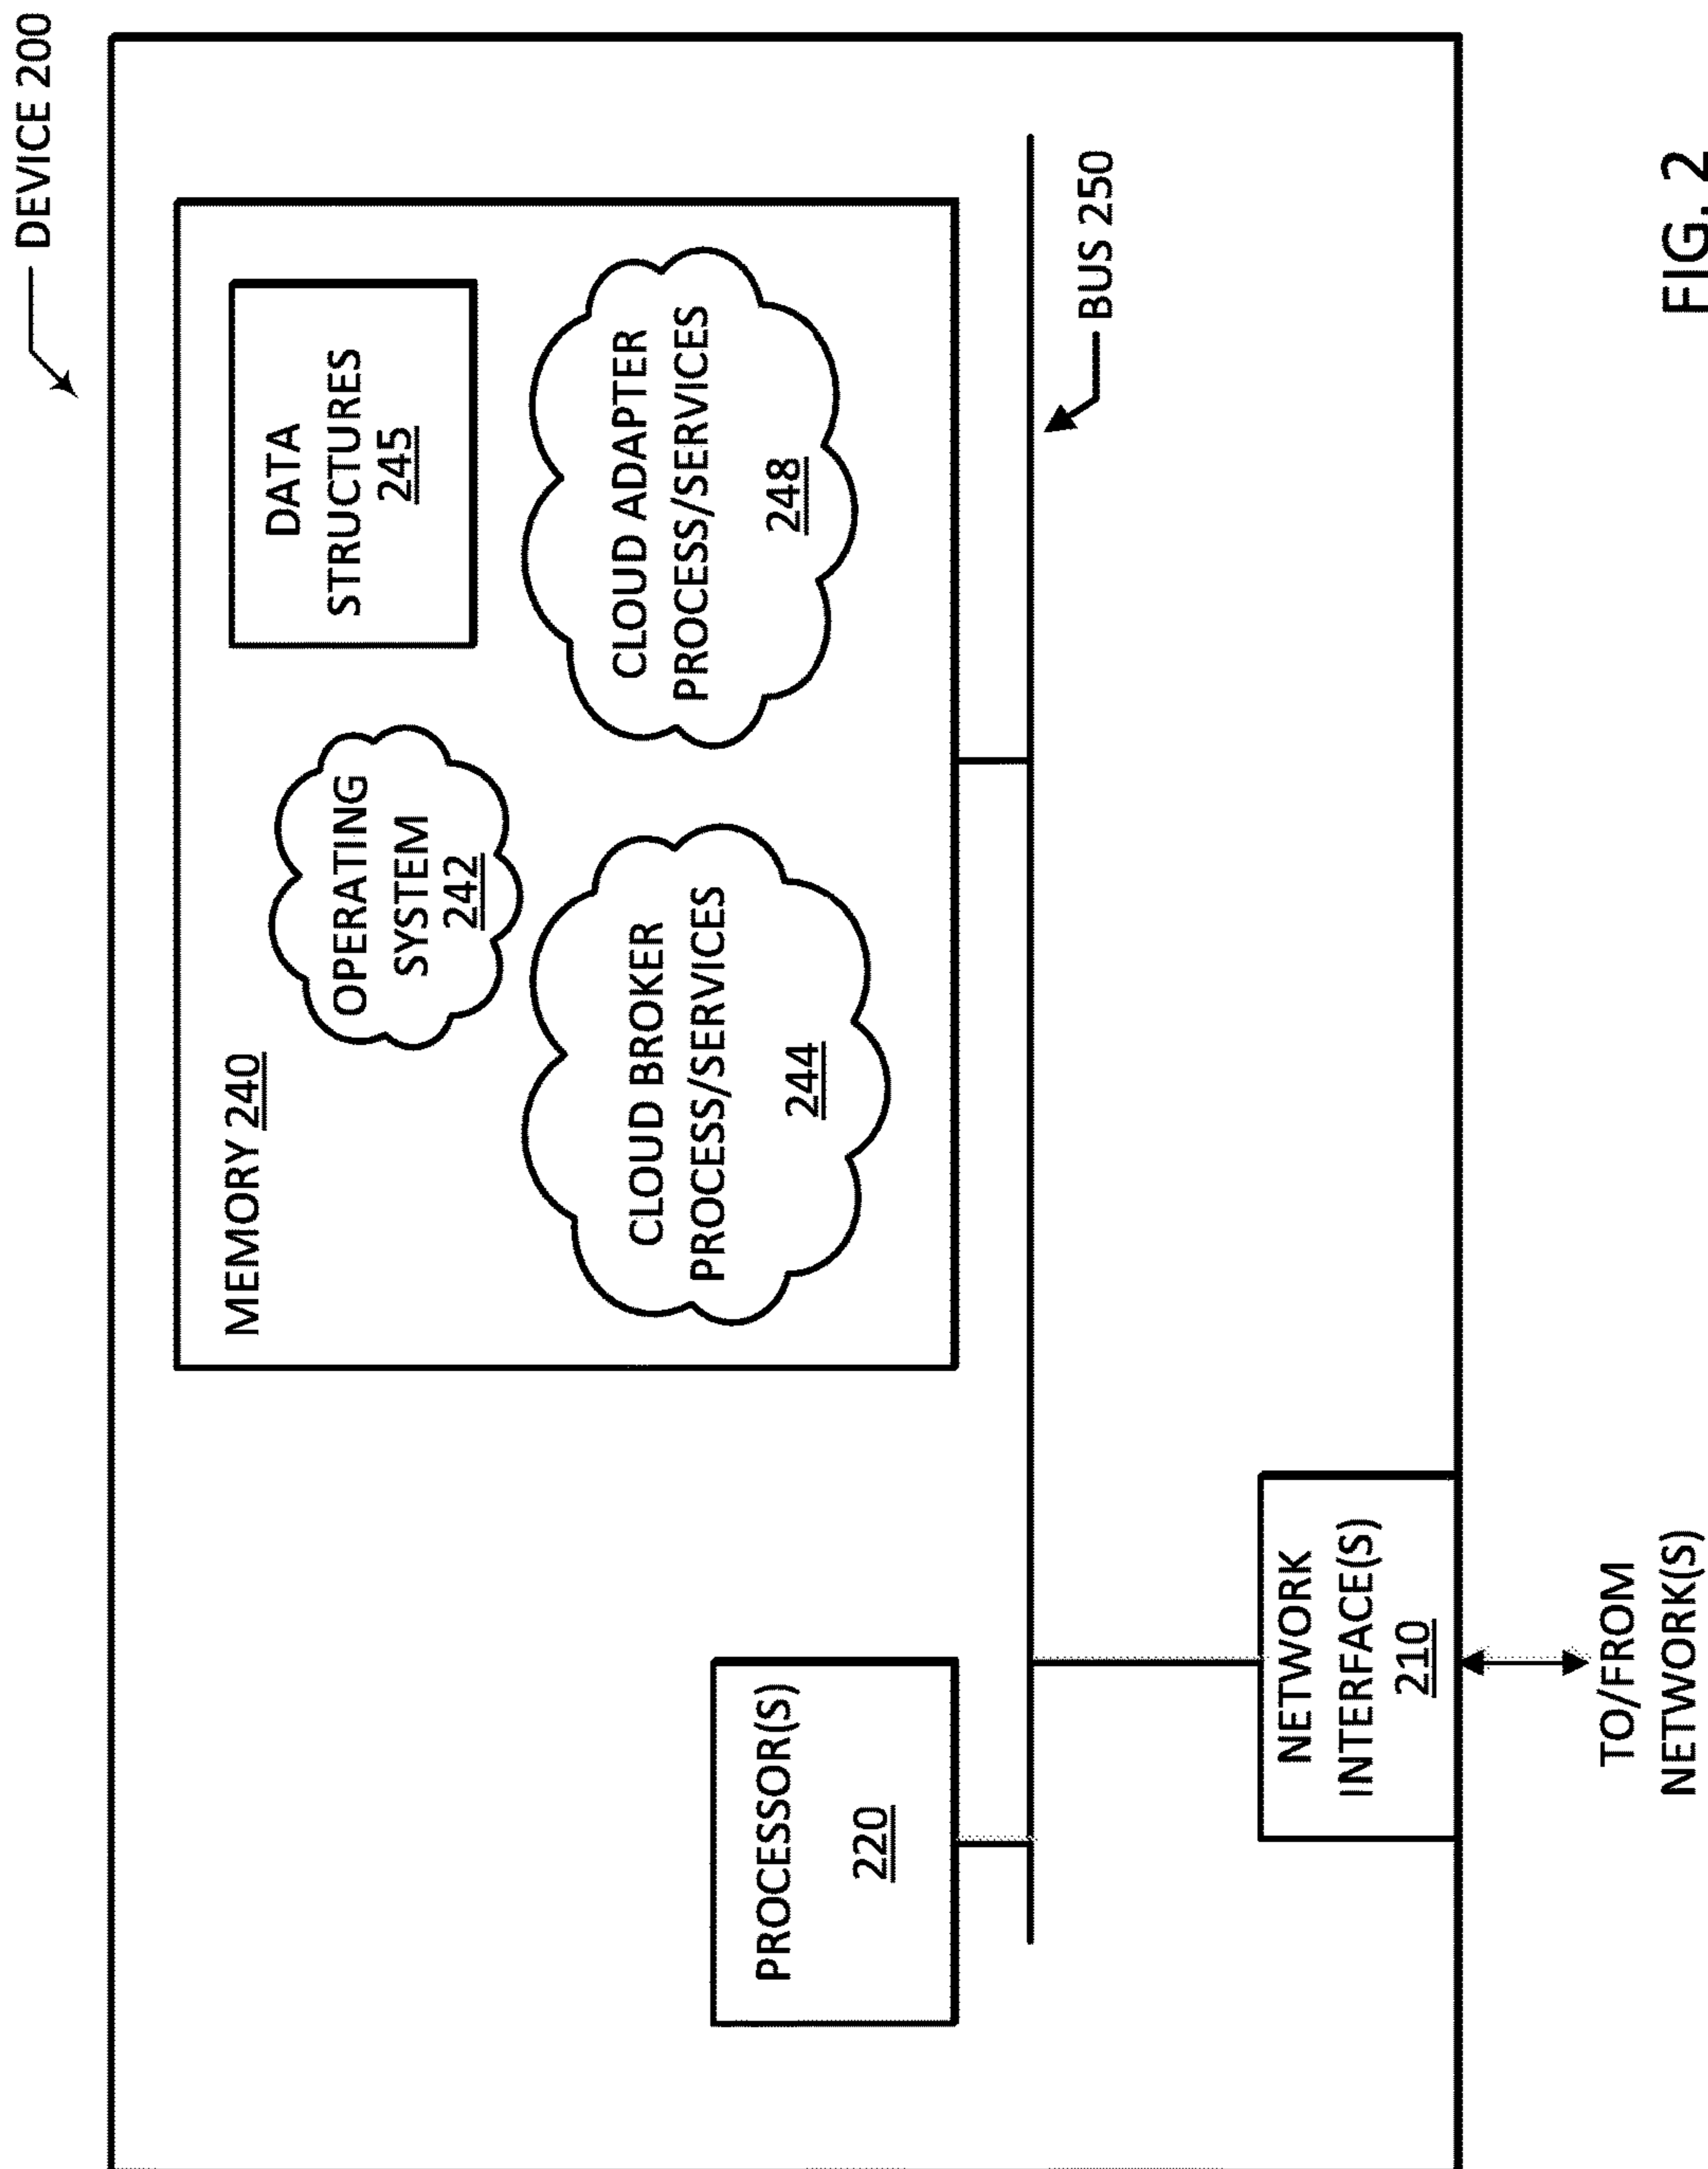 DEVICE 200
MEMORY 240
OPERATING
SYSTEM
242
DATA
STRUCTURES
245
CLOUD BROKER
PROCESS/SERVICES
244
CLOUD ADAPTER
PROCESS/SERVICES
248
PROCESSOR(S)
220
BUS 250
NETWORK
INTERFACE(S)
210
TO/FROM
NETWORK(S)
FIG. 2